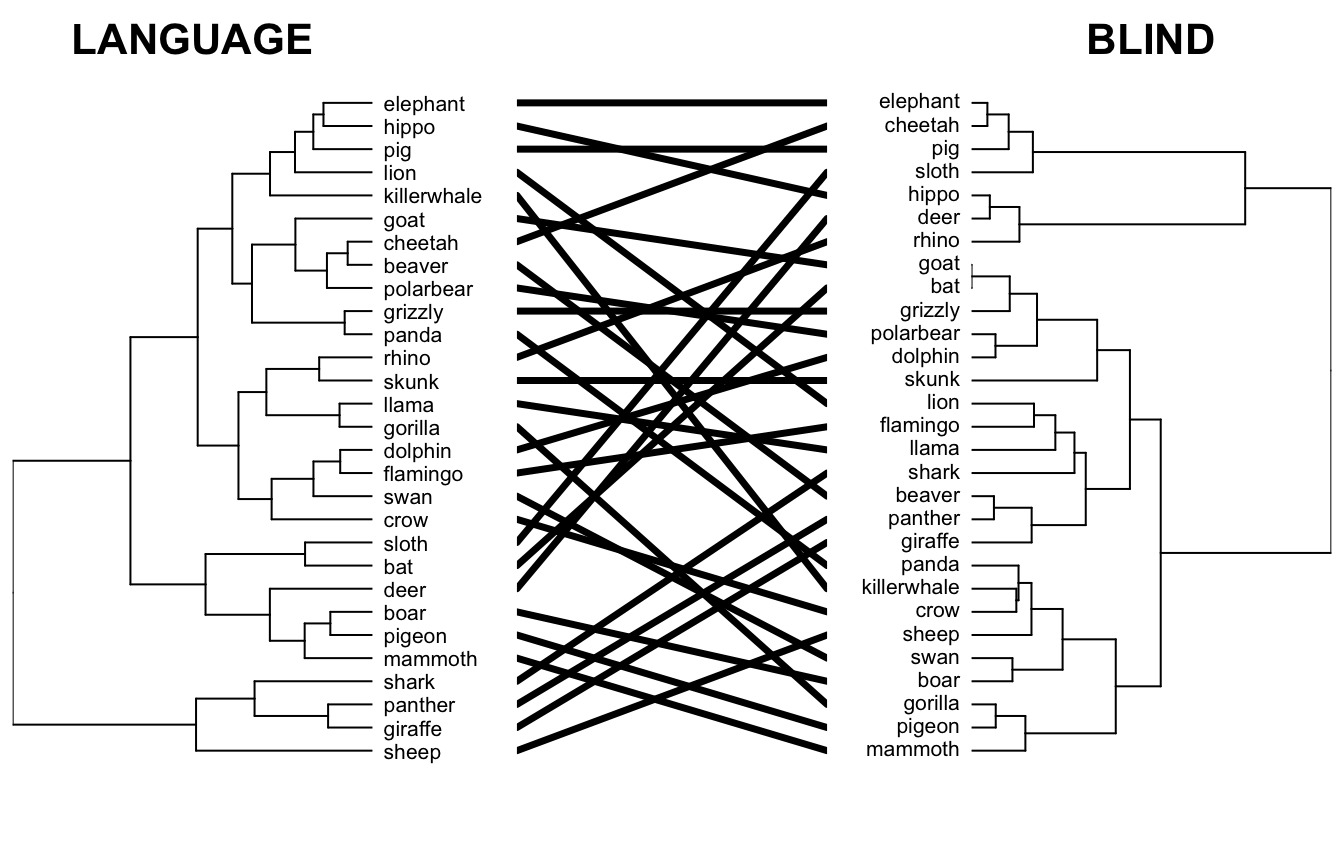 LANGUAGE
BLIND
elephant
hippo
pig
lion
killerwhale
goat
cheetah
beaver
polarbear
grizzly
panda
rhino
skunk
llama
gorilla
dolphin
flamingo
swan
crow
sloth
bat
deer
boar
pigeon
mammoth
shark
panther
giraffe
sheep
elephant
cheetah
pig
sloth
hippo
deer
rhino
goat
bat
grizzly
polarbear
dolphin
skunk
lion
flamingo
llama
shark
beaver
panther
giraffe
panda
killerwhale
crow
sheep
swan
boar
gorilla
pigeon
mammoth